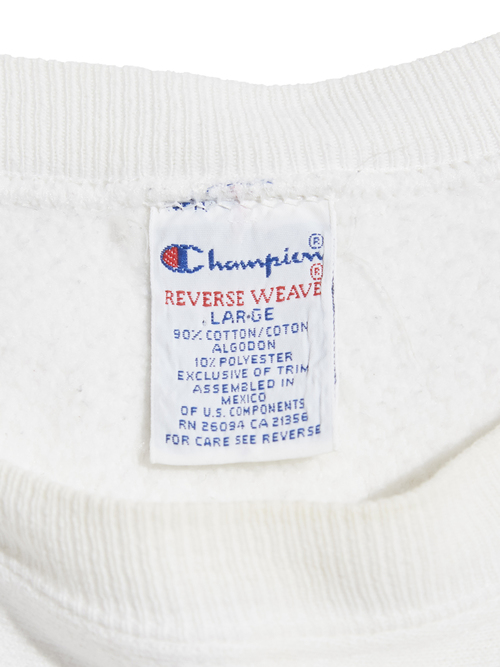 Champion®
REVERSE WEAVE®
LARGE
90% COTTON/COTON
ALGODON
10% POLYESTER
EXCLUSIVE OF TRIM
ASSEMBLED IN
MEXICO
OF U.S. COMPONENTS
RN 26094 CA 21356
FOR CARE SEE REVERSE